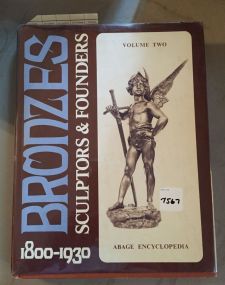 BRONZES
SCULPTORS & FOUNDERS
1800-1930
VOLUME TWO
7567
ABAGE ENCYCLOPEDIA